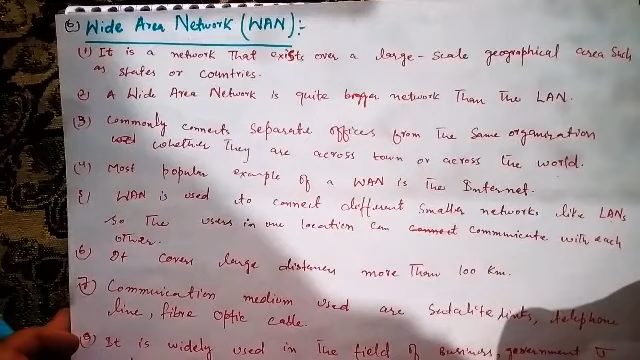 (6) Wide Area Network (WAN) :-
(1) It is a network That exists over a large-scale geographical area such
as states or countries.
(2) A Wide Area Network is quite bigger network Than The LAN.
(3) Commonly connects separate offices from The Same organization
whether They are across town or across the world.
(4) Most popular example of a WAN is The Internet.
5) WAN is used to connect different smaller networks like LANs
so The users in one location can communicate with each
other.
(6) It covers large distances more Than 100 Km.
(7) Communication medium used are Satalite links, telephone
line, fibre Optic cable.
(8) It is widely used in The field of Business, government